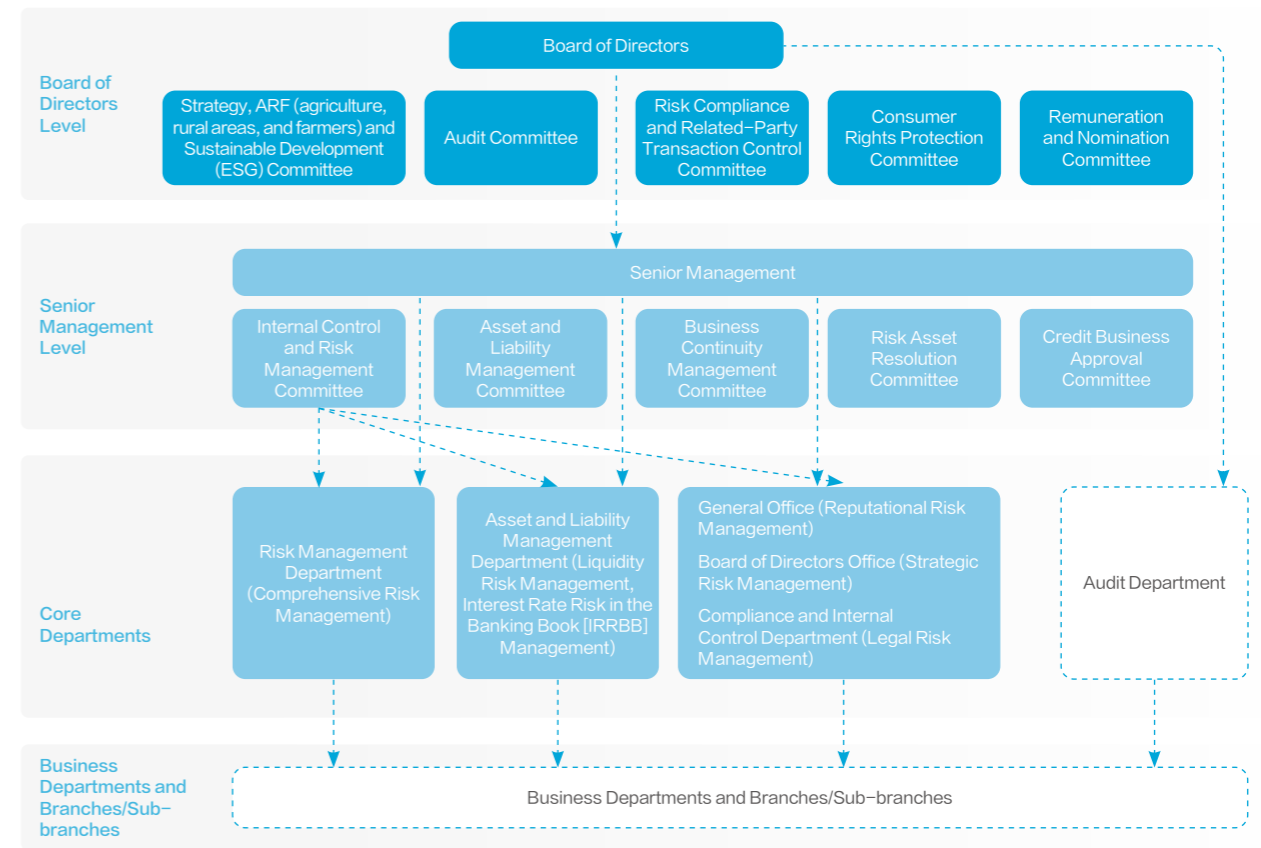 Board of Directors
Board of
Directors
Level
Strategy, ARF (agriculture,
rural areas, and farmers) and
Sustainable Development
(ESG) Committee
Audit Committee
Risk Compliance
and Related-Party
Transaction Control
Committee
Consumer
Rights Protection
Committee
Remuneration
and Nomination
Committee
Senior Management
Senior
Management
Level
Internal Control
and Risk
Management
Committee
Asset and
Liability
Management
Committee
Business
Continuity
Management
Committee
Risk Asset
Resolution
Committee
Credit Business
Approval
Committee
Core
Departments
Risk Management
Department
(Comprehensive Risk
Management)
Asset and Liability
Management
Department (Liquidity
Risk Management,
Interest Rate Risk in the
Banking Book [IRRBB]
Management)
General Office (Reputational Risk
Management)
Board of Directors Office (Strategic
Risk Management)
Compliance and Internal
Control Department (Legal Risk
Management)
Audit Department
Business
Departments and
Branches/Sub-
branches
Business Departments and Branches/Sub-branches